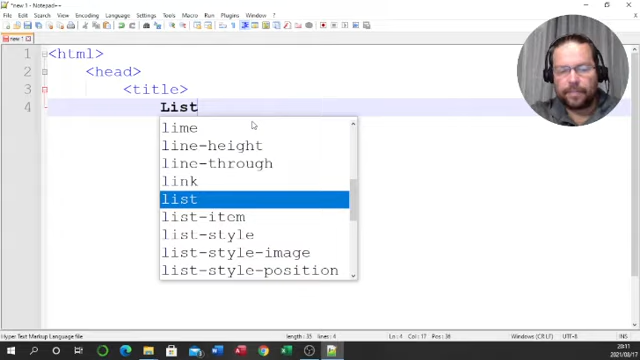 *new 1 - Notepad++
File Edit Search View Encoding Language Settings Tools Macro Run Plugins Window ?
new 1
1 <html>
2 <head>
3 <title>
4 List
lime
line-height
line-through
link
list
list-item
list-style
list-style-image
list-style-position
Hyper Text Markup Language file length : 35 lines : 4 Ln : 4 Col : 17 Pos : 36 Windows (CR LF) UTF-8 INS
20:11
2021/08/17